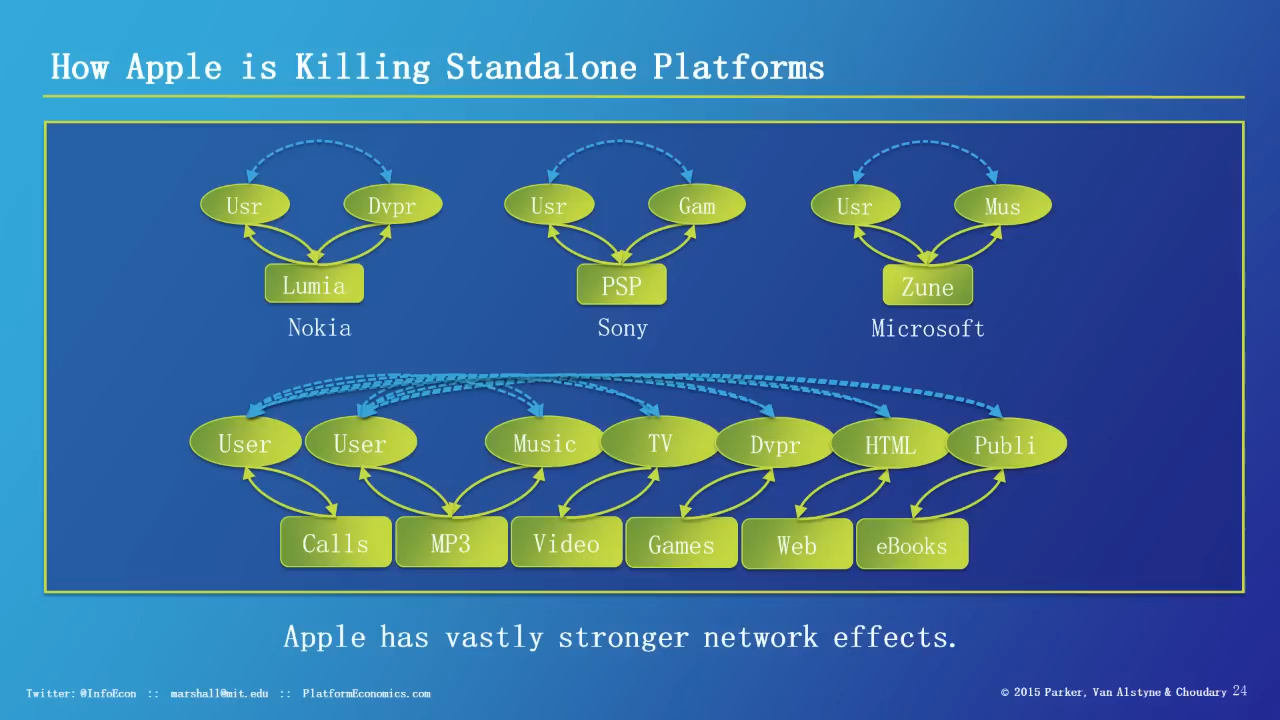 How Apple is Killing Standalone Platforms
Usr Dvpr Usr Gam Usr Mus
Lumia PSP Zune
Nokia Sony Microsoft
User User Music TV Dvpr HTML Publi
Calls MP3 Video Games Web eBooks
Apple has vastly stronger network effects.
Twitter: @InfoEcon :: marshall@mit.edu :: PlatformEconomics.com
© 2015 Parker, Van Alstyne & Choudary 24